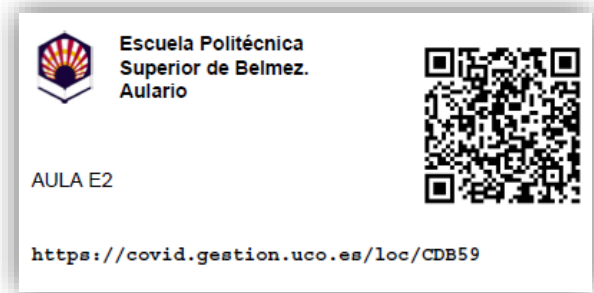 Escuela Politécnica
Superior de Belmez.
Aulario
AULA E2
https://covid.gestion.uco.es/loc/CDB59